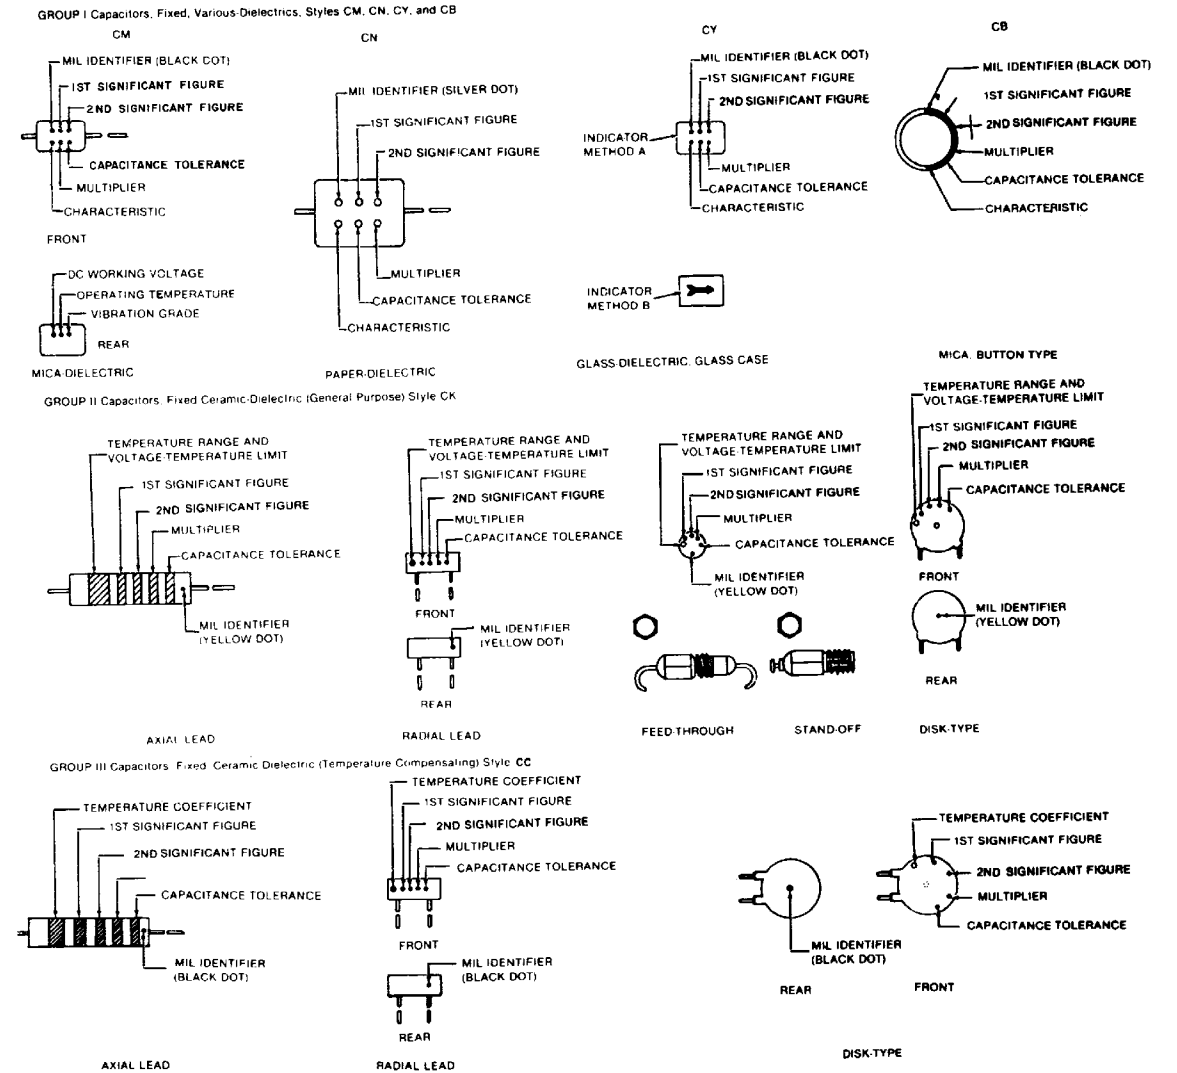 GROUP I Capacitors, Fixed, Various-Dielectrics, Styles CM, CN, CY, and CB
CM
MIL IDENTIFIER (BLACK DOT)
1ST SIGNIFICANT FIGURE
2ND SIGNIFICANT FIGURE
CAPACITANCE TOLERANCE
MULTIPLIER
CHARACTERISTIC
FRONT
DC WORKING VOLTAGE
OPERATING TEMPERATURE
VIBRATION GRADE
REAR
MICA-DIELECTRIC
CN
MIL IDENTIFIER (SILVER DOT)
1ST SIGNIFICANT FIGURE
2ND SIGNIFICANT FIGURE
MULTIPLIER
CAPACITANCE TOLERANCE
CHARACTERISTIC
PAPER-DIELECTRIC
CY
MIL IDENTIFIER (BLACK DOT)
1ST SIGNIFICANT FIGURE
2ND SIGNIFICANT FIGURE
INDICATOR
METHOD A
MULTIPLIER
CAPACITANCE TOLERANCE
CHARACTERISTIC
INDICATOR
METHOD B
GLASS-DIELECTRIC, GLASS CASE
CB
MIL IDENTIFIER (BLACK DOT)
1ST SIGNIFICANT FIGURE
2ND SIGNIFICANT FIGURE
MULTIPLIER
CAPACITANCE TOLERANCE
CHARACTERISTIC
MICA, BUTTON TYPE
GROUP II Capacitors, Fixed Ceramic-Dielectric (General Purpose) Style CK
TEMPERATURE RANGE AND
VOLTAGE-TEMPERATURE LIMIT
1ST SIGNIFICANT FIGURE
2ND SIGNIFICANT FIGURE
MULTIPLIER
CAPACITANCE TOLERANCE
MIL IDENTIFIER
(YELLOW DOT)
AXIAL LEAD
TEMPERATURE RANGE AND
VOLTAGE-TEMPERATURE LIMIT
1ST SIGNIFICANT FIGURE
2ND SIGNIFICANT FIGURE
MULTIPLIER
CAPACITANCE TOLERANCE
FRONT
MIL IDENTIFIER
(YELLOW DOT)
REAR
RADIAL LEAD
TEMPERATURE RANGE AND
VOLTAGE-TEMPERATURE LIMIT
1ST SIGNIFICANT FIGURE
2ND SIGNIFICANT FIGURE
MULTIPLIER
CAPACITANCE TOLERANCE
MIL IDENTIFIER
(YELLOW DOT)
FEED-THROUGH
STAND-OFF
TEMPERATURE RANGE AND
VOLTAGE-TEMPERATURE LIMIT
1ST SIGNIFICANT FIGURE
2ND SIGNIFICANT FIGURE
MULTIPLIER
CAPACITANCE TOLERANCE
FRONT
MIL IDENTIFIER
(YELLOW DOT)
REAR
DISK-TYPE
GROUP III Capacitors, Fixed, Ceramic Dielectric (Temperature Compensating) Style CC
TEMPERATURE COEFFICIENT
1ST SIGNIFICANT FIGURE
2ND SIGNIFICANT FIGURE
CAPACITANCE TOLERANCE
MIL IDENTIFIER
(BLACK DOT)
AXIAL LEAD
TEMPERATURE COEFFICIENT
1ST SIGNIFICANT FIGURE
2ND SIGNIFICANT FIGURE
MULTIPLIER
CAPACITANCE TOLERANCE
FRONT
MIL IDENTIFIER
(BLACK DOT)
REAR
RADIAL LEAD
MIL IDENTIFIER
(BLACK DOT)
REAR
TEMPERATURE COEFFICIENT
1ST SIGNIFICANT FIGURE
2ND SIGNIFICANT FIGURE
MULTIPLIER
CAPACITANCE TOLERANCE
FRONT
DISK-TYPE